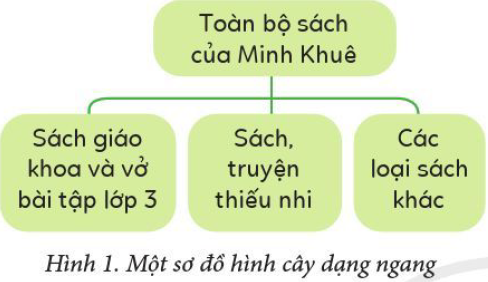 Toàn bộ sách
của Minh Khuê
Sách giáo
khoa và vở
bài tập lớp 3
Sách,
truyện
thiếu nhi
Các
loại sách
khác
Hình 1. Một sơ đồ hình cây dạng ngang